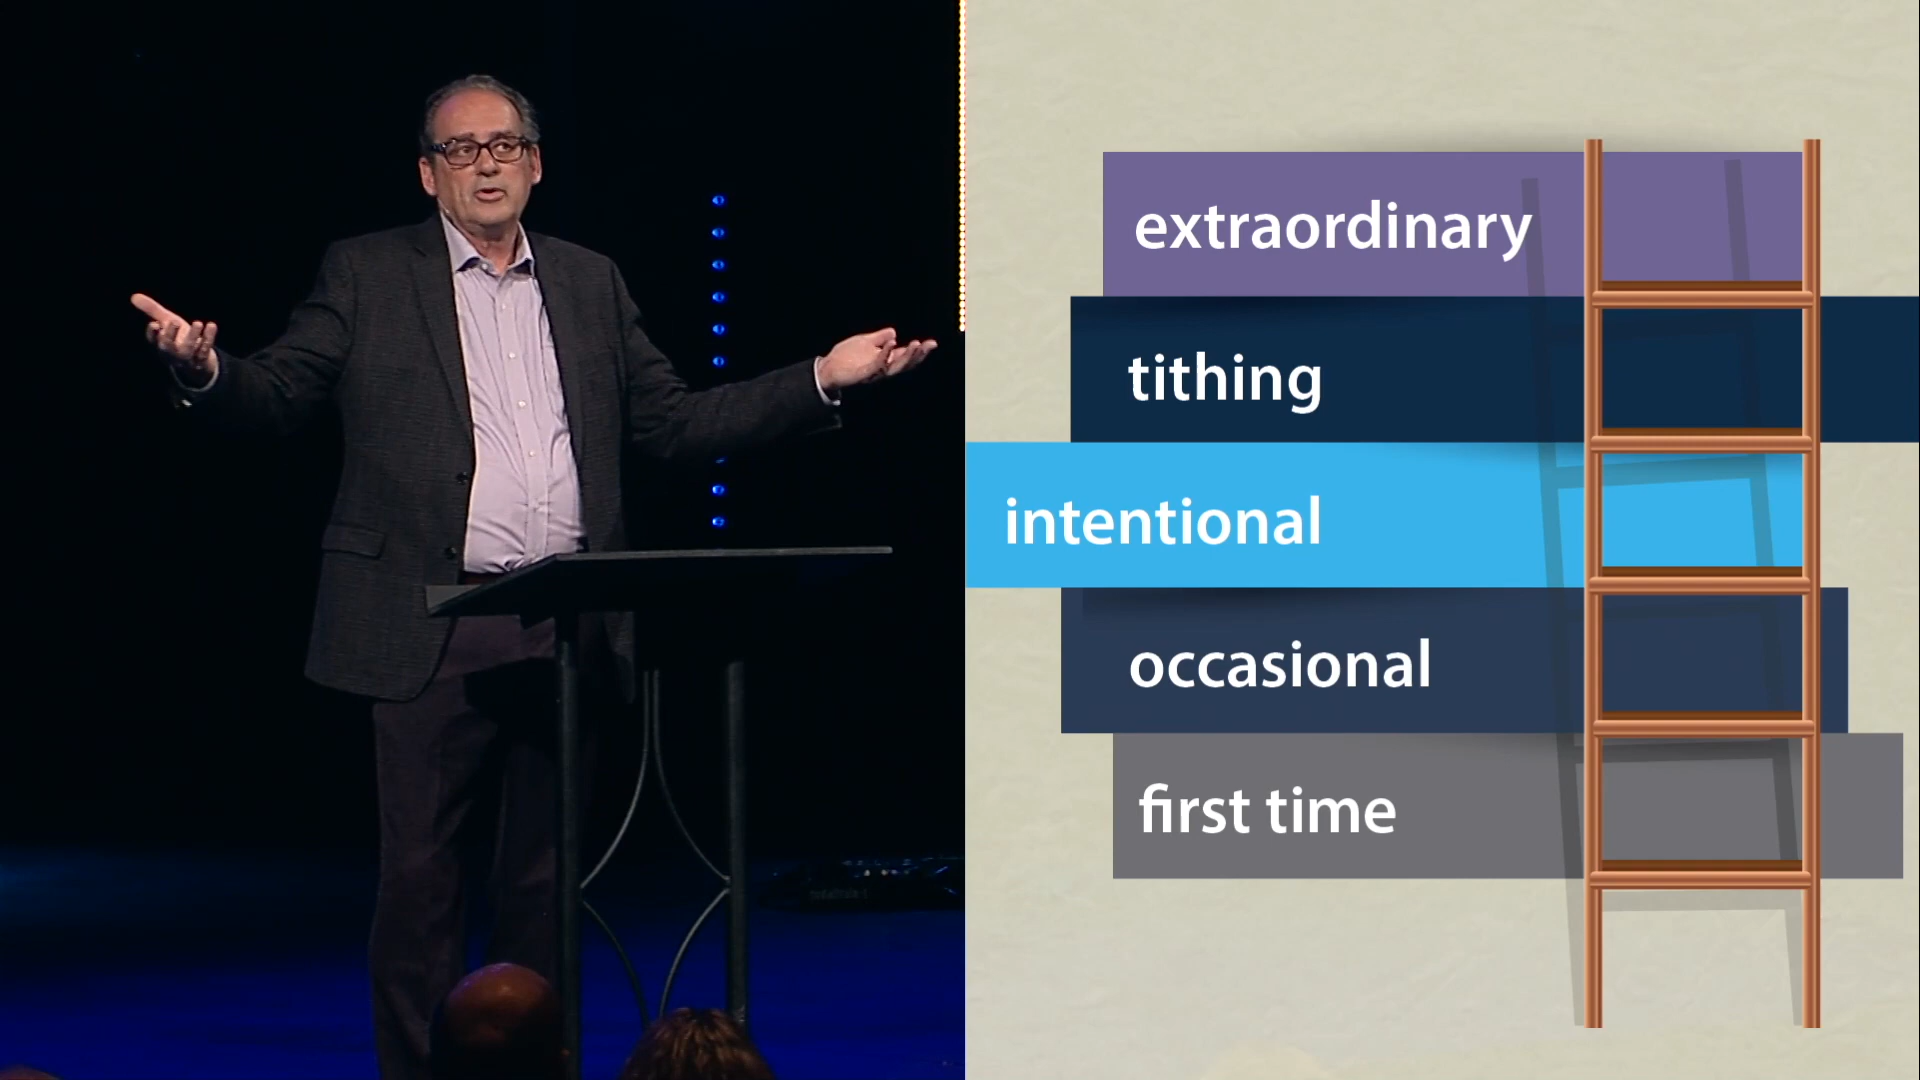 extraordinary
tithing
intentional
occasional
first time